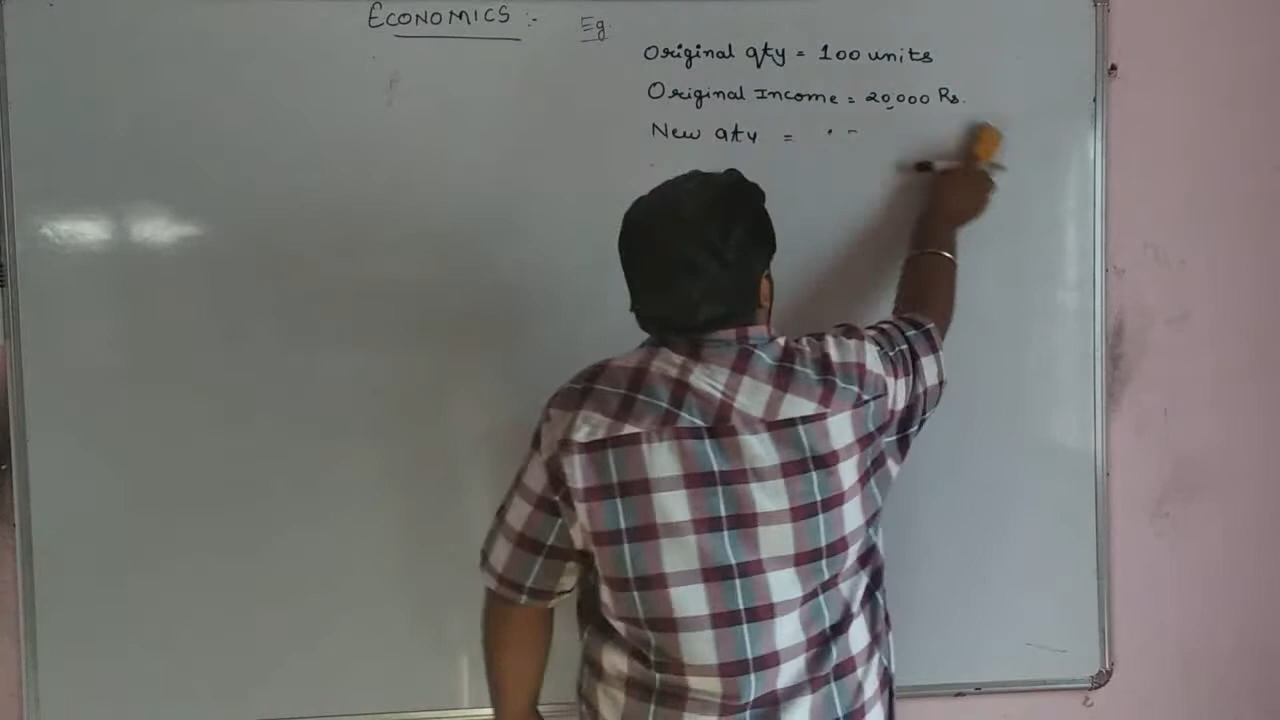 ECONOMICS :-
Eg.
Original qty = 100 units
Original Income = 20,000 Rs.
New qty =